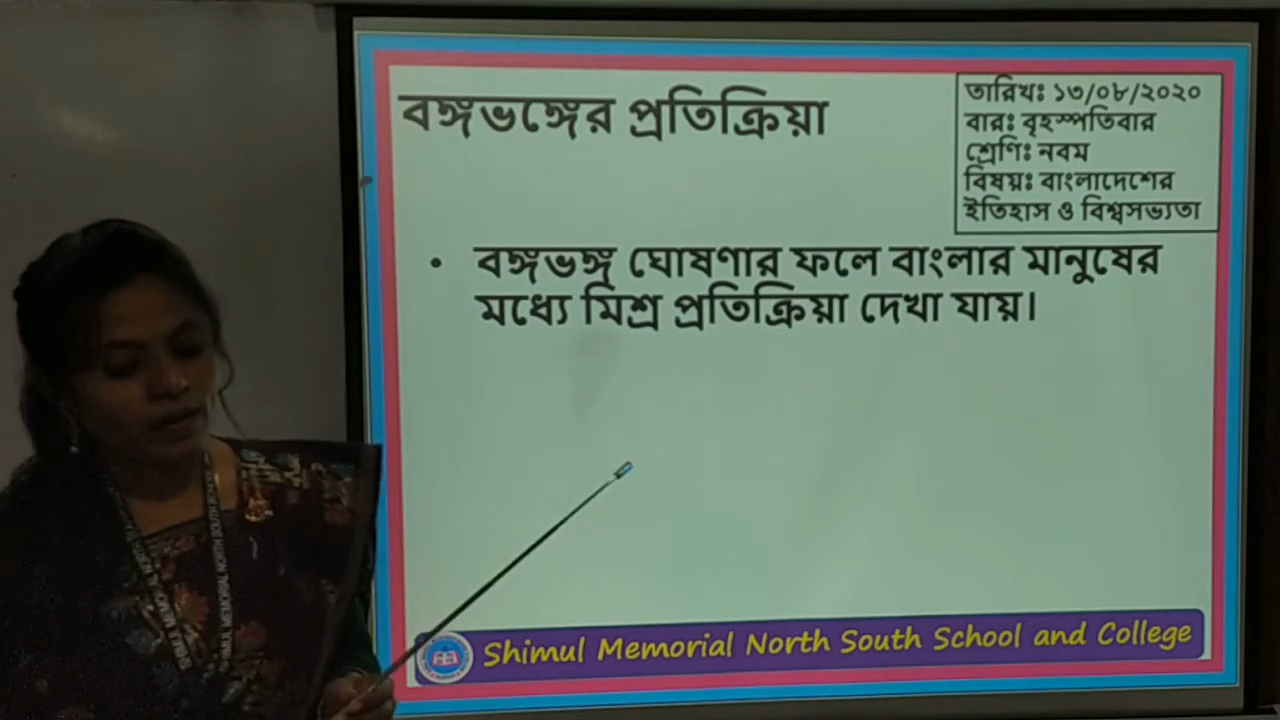 বঙ্গভঙ্গের প্রতিক্রিয়া
তারিখঃ ১৩/০৮/২০২০
বারঃ বৃহস্পতিবার
শ্রেণিঃ নবম
বিষয়ঃ বাংলাদেশের
ইতিহাস ও বিশ্বসভ্যতা
• বঙ্গভঙ্গ ঘোষণার ফলে বাংলার মানুষের
মধ্যে মিশ্র প্রতিক্রিয়া দেখা যায়।
Shimul Memorial North South School and College